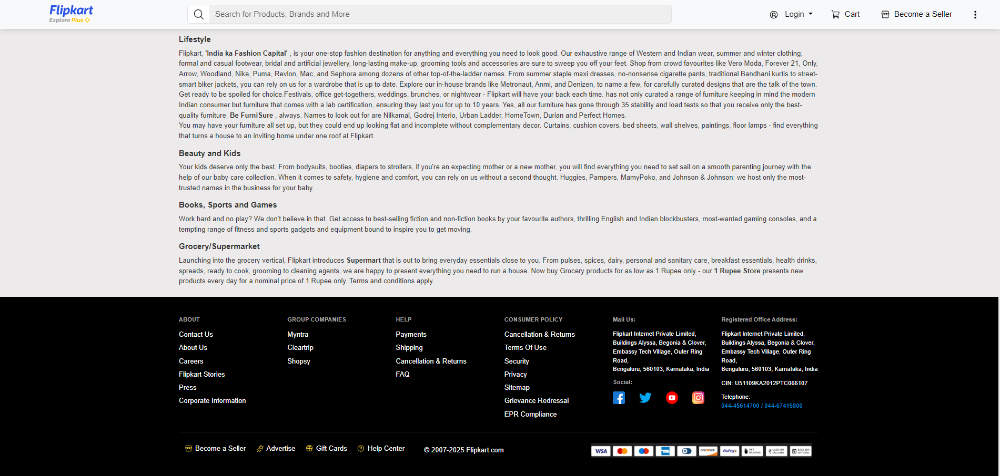 Flipkart
Explore Plus
Search for Products, Brands and More
Login
Cart
Become a Seller
Lifestyle
Flipkart, 'India ka Fashion Capital' , is your one-stop fashion destination for anything and everything you need to look good. Our exhaustive range of Western and Indian wear, summer and winter clothing,
formal and casual footwear, bridal and artificial jewellery, long-lasting make-up, grooming tools and accessories are sure to sweep you off your feet. Shop from crowd favourites like Vero Moda, Forever 21, Only,
Arrow, Woodland, Nike, Puma, Revlon, Mac, and Sephora among dozens of other top-of-the-ladder names. From summer staple maxi dresses, no-nonsense cigarette pants, traditional Bandhani kurtis to street-
smart biker jackets, you can rely on us for a wardrobe that is up to date. Explore our in-house brands like Metronaut, Anmi, and Denizen, to name a few, for carefully curated designs that are the talk of the town.
Get ready to be spoiled for choice.Festivals, office get-togethers, weddings, brunches, or nightwear - Flipkart will have your back each time. has not only curated a range of furniture keeping in mind the modern
Indian consumer but furniture that comes with a lab certification, ensuring they last you for up to 10 years. Yes, all our furniture has gone through 35 stability and load tests so that you receive only the best-
quality furniture. Be FurniSure , always. Names to look out for are Nilkamal, Godrej Interio, Urban Ladder, HomeTown, Durian and Perfect Homes.
You may have your furniture all set up, but they could end up looking flat and incomplete without complementary decor. Curtains, cushion covers, bed sheets, wall shelves, paintings, floor lamps - find everything
that turns a house to an inviting home under one roof at Flipkart.
Beauty and Kids
Your kids deserve only the best. From bodysuits, booties, diapers to strollers, if you're an expecting mother or a new mother, you will find everything you need to set sail on a smooth parenting journey with the
help of our baby care collection. When it comes to safety, hygiene and comfort, you can rely on us without a second thought. Huggies, Pampers, MamyPoko, and Johnson & Johnson: we host only the most-
trusted names in the business for your baby.
Books, Sports and Games
Work hard and no play? We don't believe in that. Get access to best-selling fiction and non-fiction books by your favourite authors, thrilling English and Indian blockbusters, most-wanted gaming consoles, and a
tempting range of fitness and sports gadgets and equipment bound to inspire you to get moving.
Grocery/Supermarket
Launching into the grocery vertical, Flipkart introduces Supermart that is out to bring everyday essentials close to you. From pulses, spices, dairy, personal and sanitary care, breakfast essentials, health drinks,
spreads, ready to cook, grooming to cleaning agents, we are happy to present everything you need to run a house. Now buy Grocery products for as low as 1 Rupee only - our 1 Rupee Store presents new
products every day for a nominal price of 1 Rupee only. Terms and conditions apply.
ABOUT
Contact Us
About Us
Careers
Flipkart Stories
Press
Corporate Information
GROUP COMPANIES
Myntra
Cleartrip
Shopsy
HELP
Payments
Shipping
Cancellation & Returns
FAQ
CONSUMER POLICY
Cancellation & Returns
Terms Of Use
Security
Privacy
Sitemap
Grievance Redressal
EPR Compliance
Mail Us:
Flipkart Internet Private Limited,
Buildings Alyssa, Begonia & Clover,
Embassy Tech Village, Outer Ring
Road,
Bengaluru, 560103, Karnataka, India
Social:
Registered Office Address:
Flipkart Internet Private Limited,
Buildings Alyssa, Begonia & Clover,
Embassy Tech Village, Outer Ring
Road,
Bengaluru, 560103, Karnataka, India
CIN: U51109KA2012PTC066107
Telephone:
044-45614700 / 044-67415800
Become a Seller
Advertise
Gift Cards
Help Center
© 2007-2025 Flipkart.com
VISA
DISCOVER
RuPay
NET
BANKING
CASH ON
DELIVERY
EASY EMI
OPTIONS